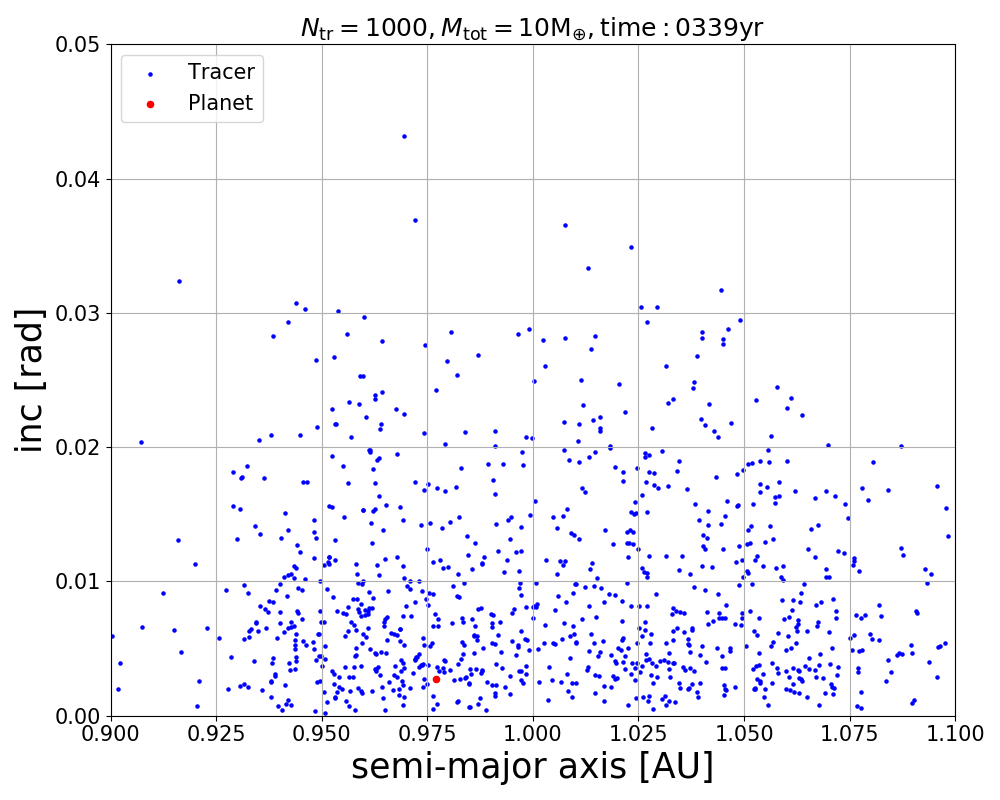 N_tr = 1000, M_tot = 10M_⊕, time : 0339yr
Tracer
Planet
inc [rad]
0.05
0.04
0.03
0.02
0.01
0.00
0.900 0.925 0.950 0.975 1.000 1.025 1.050 1.075 1.100
semi-major axis [AU]